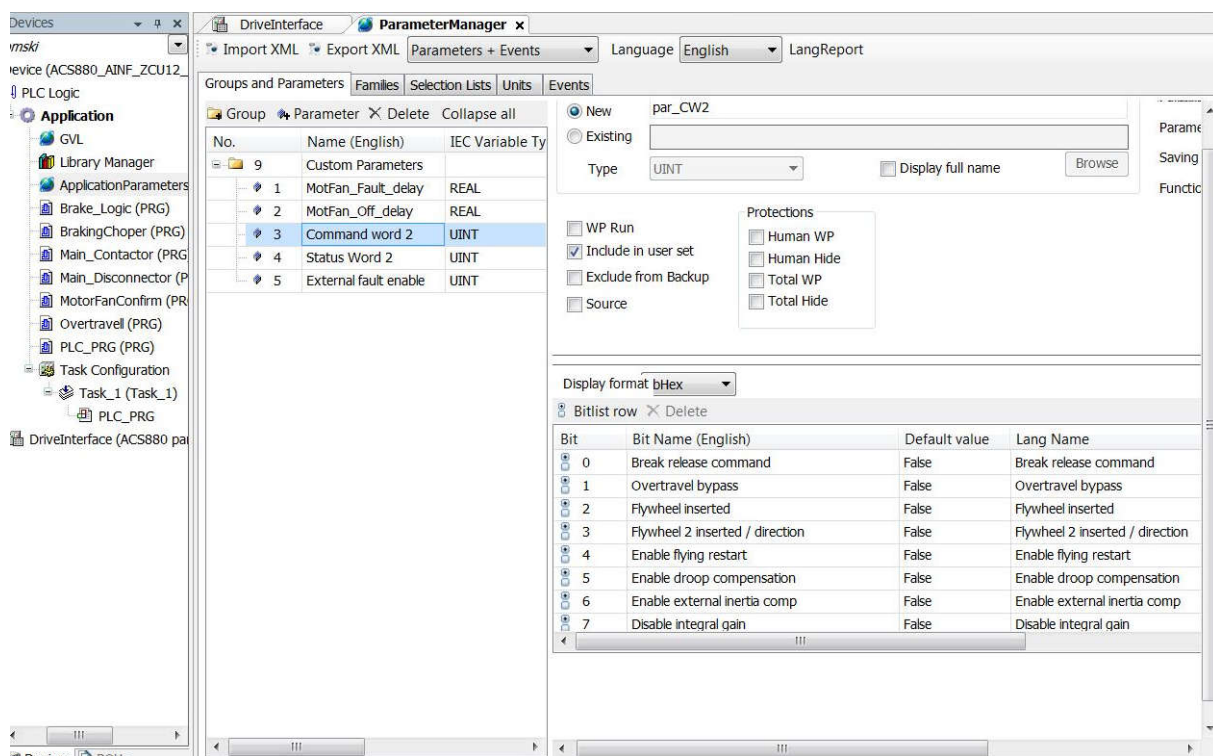 Devices
DriveInterface
ParameterManager
mski
Import XML Export XML Parameters + Events Language English LangReport
evice (ACS880_AINF_ZCU12_
PLC Logic
Application
GVL
Library Manager
ApplicationParameters
Brake_Logic (PRG)
BrakingChoper (PRG)
Main_Contactor (PRG
Main_Disconnector (P
MotorFanConfirm (PR
Overtravell (PRG)
PLC_PRG (PRG)
Task Configuration
Task_1 (Task_1)
PLC_PRG
DriveInterface (ACS880 pa
Groups and Parameters Families Selection Lists Units Events
Group Parameter Delete Collapse all
No. Name (English) IEC Variable Ty
9 Custom Parameters
1 MotFan_Fault_delay REAL
2 MotFan_Off_delay REAL
3 Command word 2 UINT
4 Status Word 2 UINT
5 External fault enable UINT
New par_CW2
Existing
Type UINT Display full name Browse
Parame
Saving
Functic
WP Run
Include in user set
Exclude from Backup
Source
Protections
Human WP
Human Hide
Total WP
Total Hide
Display format bHex
Bitlist row Delete
Bit Bit Name (English) Default value Lang Name
0 Break release command False Break release command
1 Overtravel bypass False Overtravel bypass
2 Flywheel inserted False Flywheel inserted
3 Flywheel 2 inserted / direction False Flywheel 2 inserted / direction
4 Enable flying restart False Enable flying restart
5 Enable droop compensation False Enable droop compensation
6 Enable external inertia comp False Enable external inertia comp
7 Disable integral gain False Disable integral gain